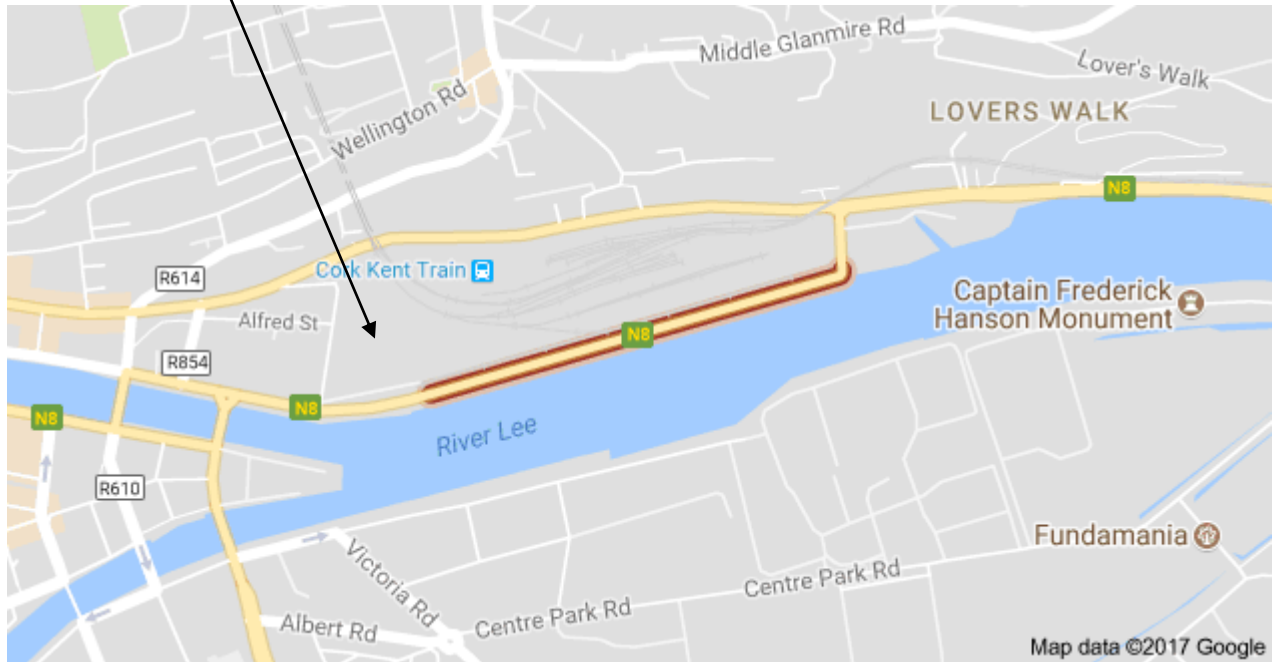 Middle Glanmire Rd
Lover's Walk
Wellington Rd
LOVERS WALK
N8
Cork Kent Train
R614
Captain Frederick
Hanson Monument
Alfred St
N8
R854
N8
N8
River Lee
R610
Fundamania
Victoria Rd
Centre Park Rd
Albert Rd
Centre Park Rd
Map data ©2017 Google